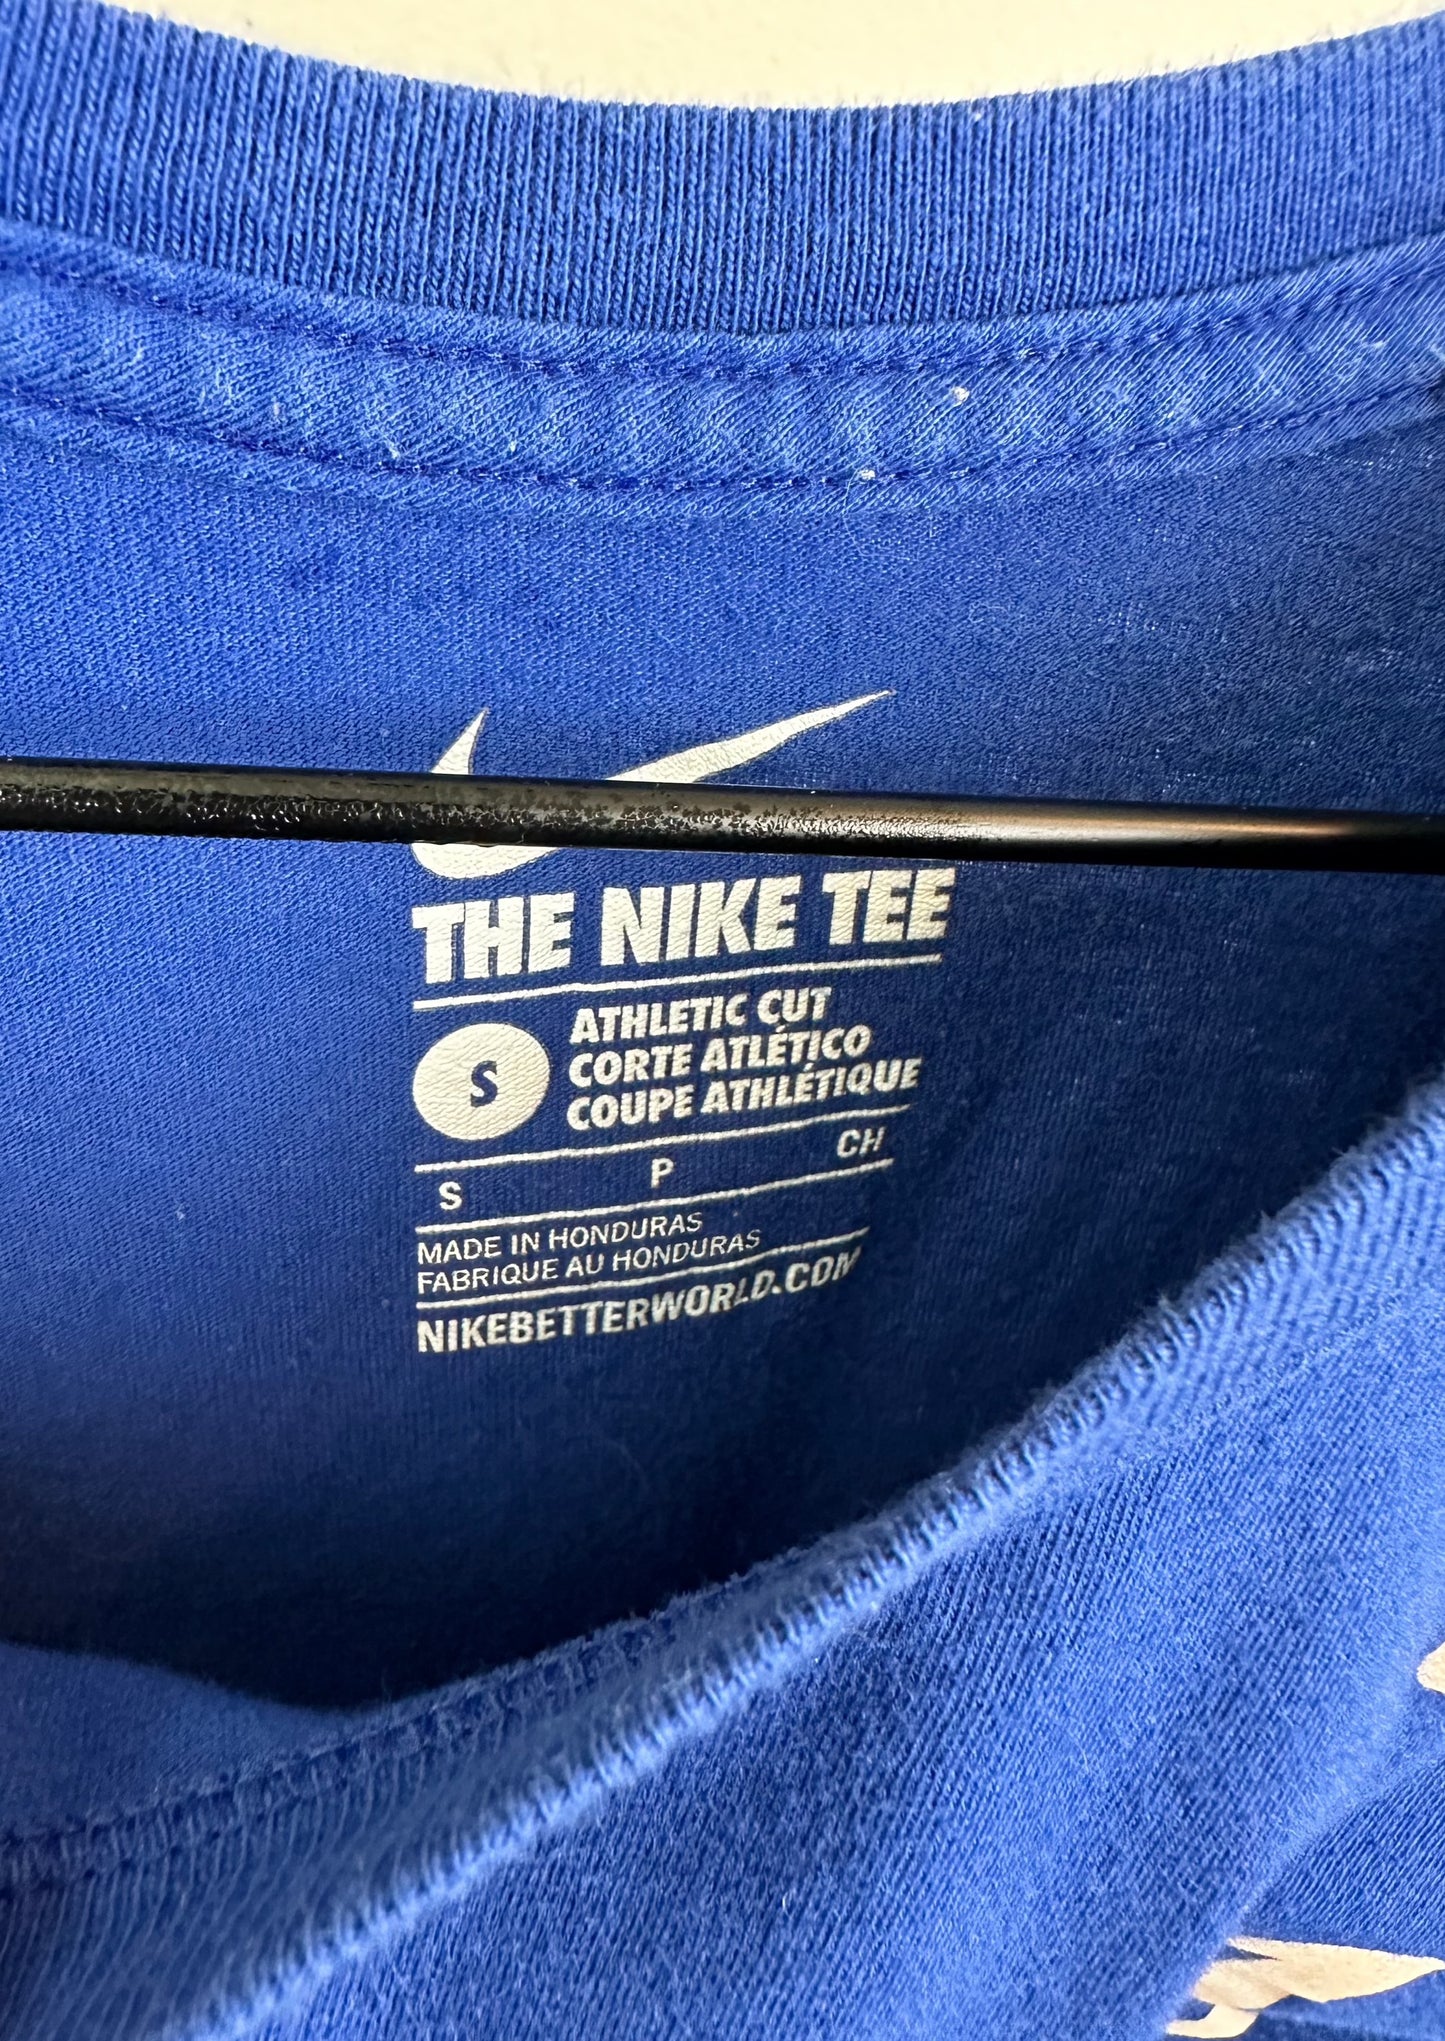 THE NIKE TEE
S
ATHLETIC CUT
CORTE ATLÉTICO
COUPE ATHLÉTIQUE
S P CH
MADE IN HONDURAS
FABRIQUE AU HONDURAS
NIKEBETTERWORLD.COM